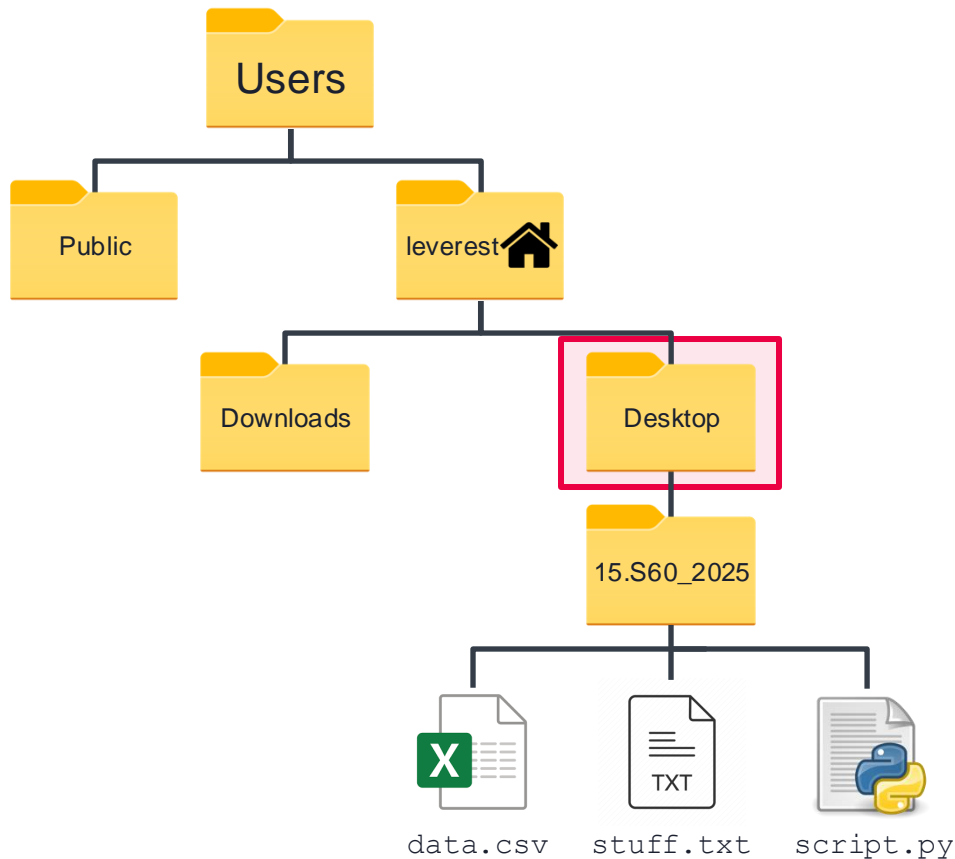 Users
Public
leverest
Downloads
Desktop
15.S60_2025
X
TXT
data.csv
stuff.txt
script.py